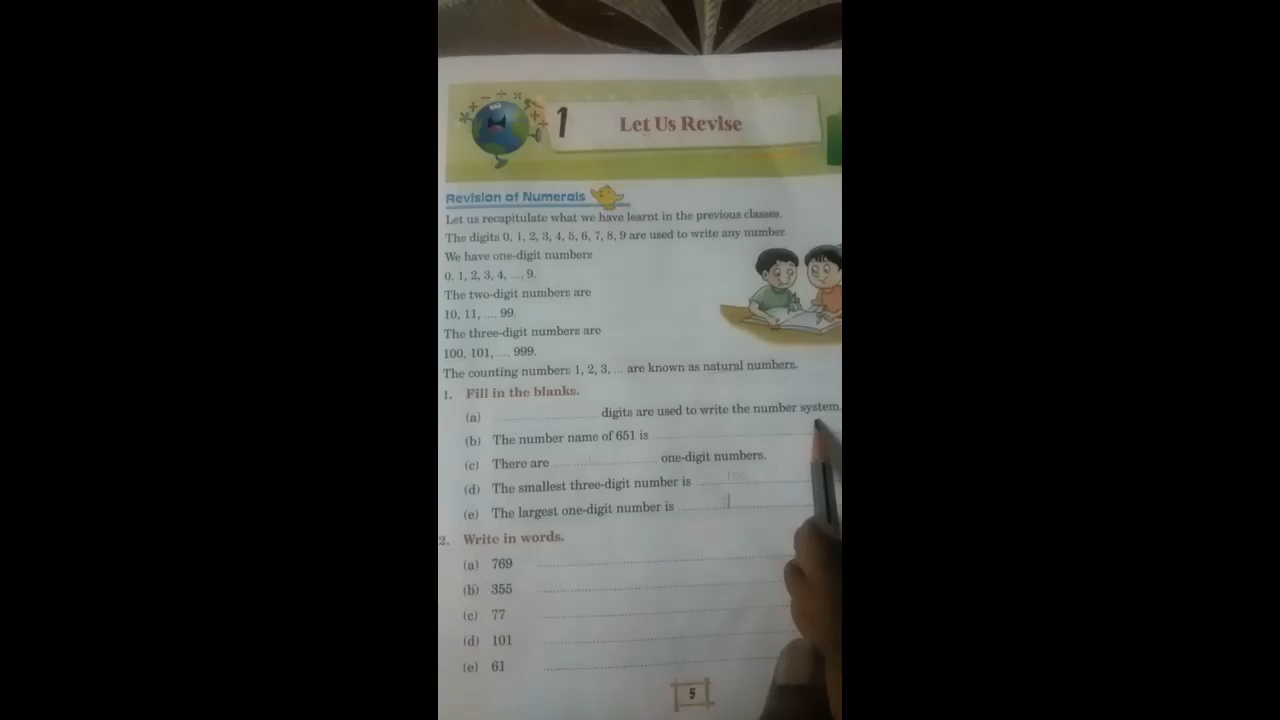 1
Let Us Revise
Revision of Numerals
Let us recapitulate what we have learnt in the previous classes.
The digits 0, 1, 2, 3, 4, 5, 6, 7, 8, 9 are used to write any number.
We have one-digit numbers
0, 1, 2, 3, 4, ..., 9.
The two-digit numbers are
10, 11, .... 99.
The three-digit numbers are
100, 101, .... 999.
The counting numbers 1, 2, 3, ... are known as natural numbers.
1. Fill in the blanks.
(a) .................... digits are used to write the number system.
(b) The number name of 651 is ....................
(c) There are .................... one-digit numbers.
(d) The smallest three-digit number is .................... 100
(e) The largest one-digit number is .................... 9
2. Write in words.
(a) 769 ....................
(b) 355 ....................
(c) 77 ....................
(d) 101 ....................
(e) 61 ....................
5